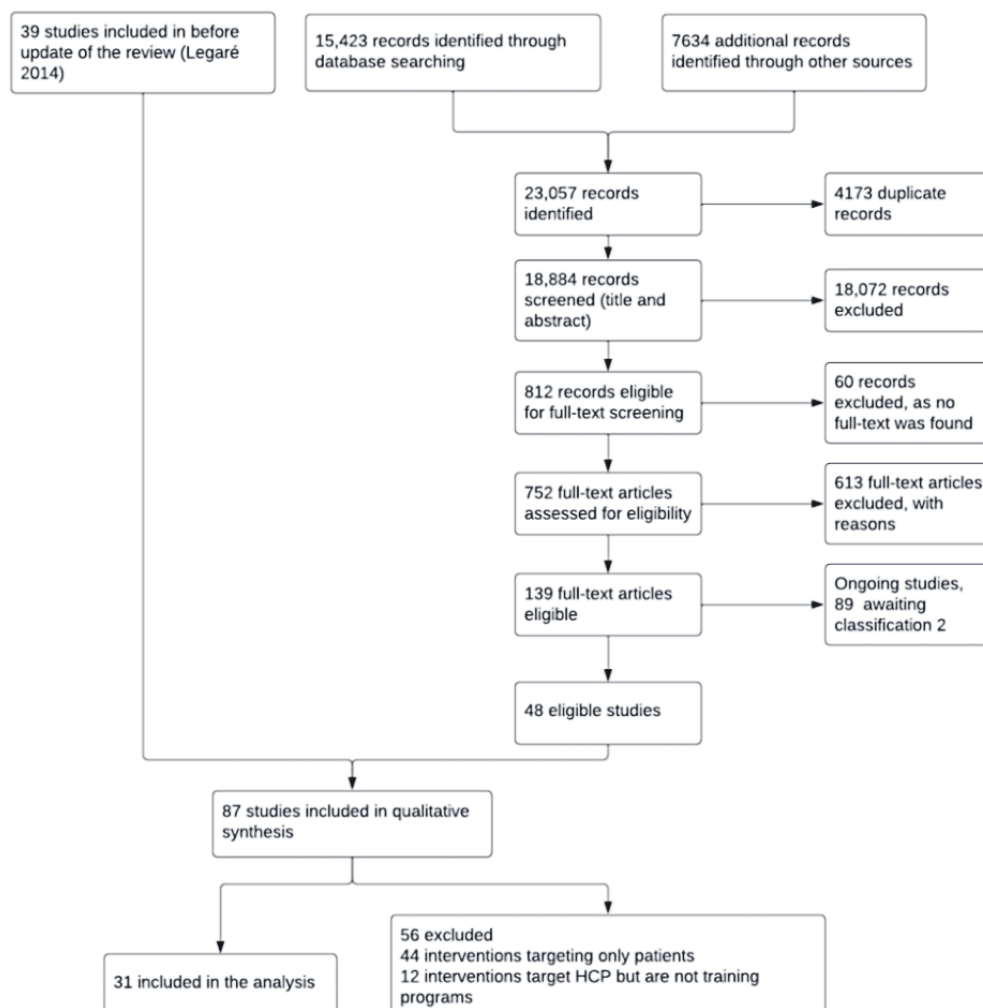 39 studies included in before
update of the review (Legaré
2014)
15,423 records identified through
database searching
7634 additional records
identified through other sources
23,057 records
identified
4173 duplicate
records
18,884 records
screened (title and
abstract)
18,072 records
excluded
812 records eligible
for full-text screening
60 records
excluded, as no
full-text was found
752 full-text articles
assessed for eligibility
613 full-text articles
excluded, with
reasons
139 full-text articles
eligible
Ongoing studies,
89 awaiting
classification 2
48 eligible studies
87 studies included in qualitative
synthesis
31 included in the analysis
56 excluded
44 interventions targeting only patients
12 interventions target HCP but are not training
programs